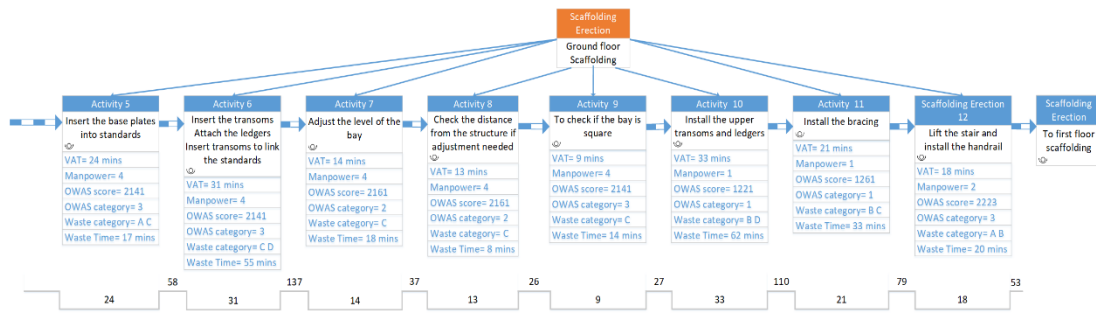 Scaffolding
Erection
Ground floor
Scaffolding
Activity 5
Insert the base plates
into standards
VAT= 24 mins
Manpower= 4
OWAS score= 2141
OWAS category= 3
Waste category= A C
Waste Time= 17 mins
Activity 6
Insert the transoms
Attach the ledgers
Insert transoms to link
the standards
VAT= 31 mins
Manpower= 4
OWAS score= 2141
OWAS category= 3
Waste category= C D
Waste Time= 55 mins
Activity 7
Adjust the level of the
bay
VAT= 14 mins
Manpower= 4
OWAS score= 2161
OWAS category= 2
Waste category= C
Waste Time= 18 mins
Activity 8
Check the distance
from the structure if
adjustment needed
VAT= 13 mins
Manpower= 4
OWAS score= 2161
OWAS category= 2
Waste category= C
Waste Time= 8 mins
Activity 9
To check if the bay is
square
VAT= 9 mins
Manpower= 4
OWAS score= 2141
OWAS category= 3
Waste category= C
Waste Time= 14 mins
Activity 10
Install the upper
transoms and ledgers
VAT= 33 mins
Manpower= 1
OWAS score= 1221
OWAS category= 1
Waste category= B D
Waste Time= 62 mins
Activity 11
Install the bracing
VAT= 21 mins
Manpower= 1
OWAS score= 1261
OWAS category= 1
Waste category= B C
Waste Time= 33 mins
Scaffolding Erection
12
Lift the stair and
install the handrail
VAT= 18 mins
Manpower= 2
OWAS score= 2223
OWAS category= 3
Waste category= A B
Waste Time= 20 mins
Scaffolding
Erection
To first floor
scaffolding
58 137 37 26 27 110 79 53
24 31 14 13 9 33 21 18